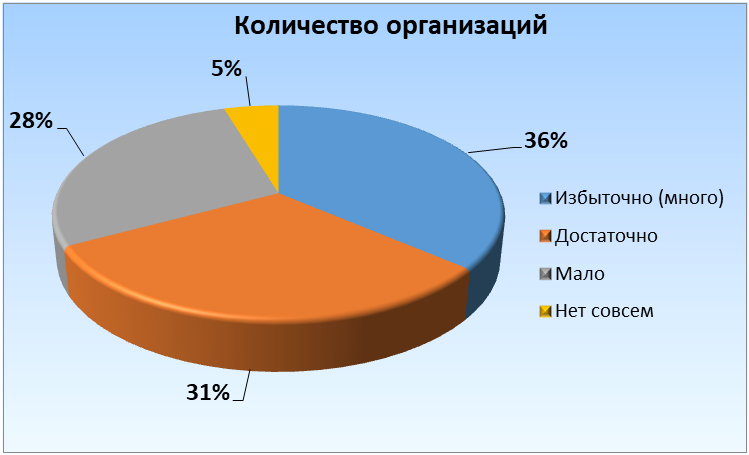 Количество организаций
5%
28%
36%
31%
Избыточно (много)
Достаточно
Мало
Нет совсем